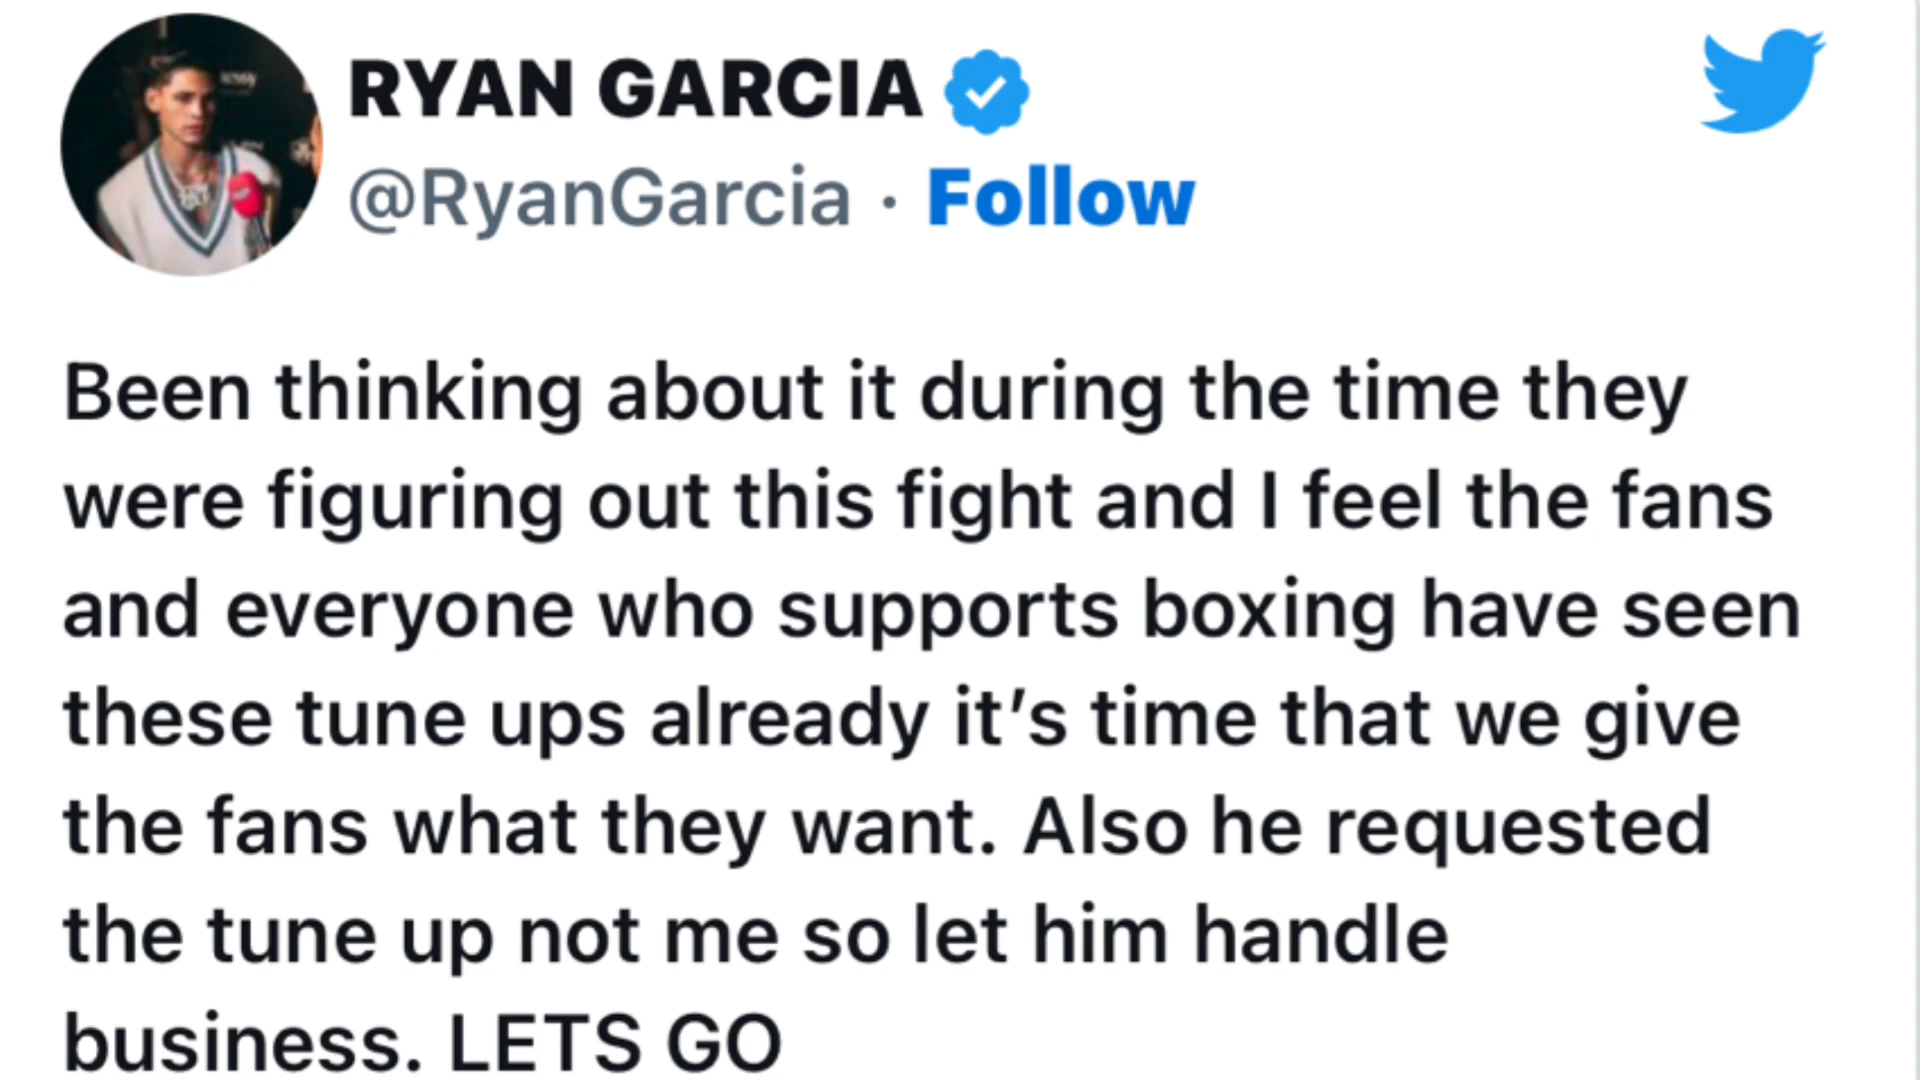 RYAN GARCIA
@RyanGarcia · Follow
Been thinking about it during the time they
were figuring out this fight and I feel the fans
and everyone who supports boxing have seen
these tune ups already it’s time that we give
the fans what they want. Also he requested
the tune up not me so let him handle
business. LETS GO